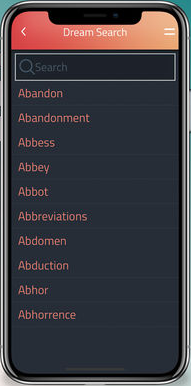 Dream Search
Search
Abandon
Abandonment
Abbess
Abbey
Abbot
Abbreviations
Abdomen
Abduction
Abhor
Abhorrence